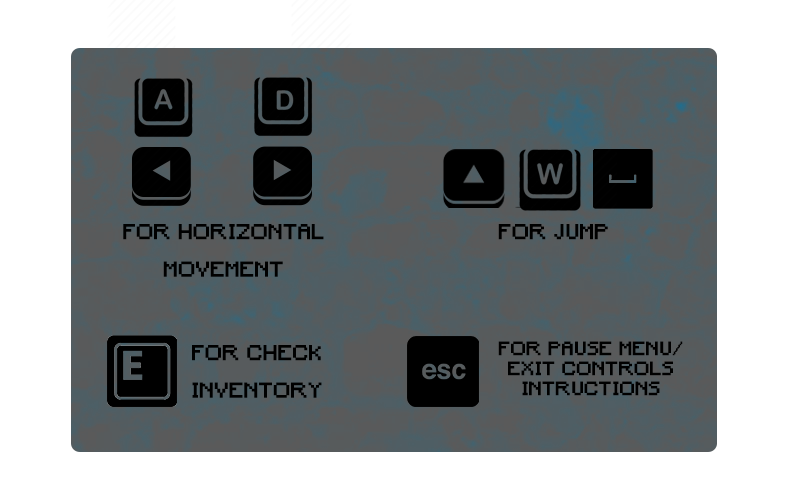 A D
W
FOR HORIZONTAL
MOVEMENT
FOR JUMP
E
FOR CHECK
INVENTORY
esc
FOR PAUSE MENU/
EXIT CONTROLS
INTRUCTIONS